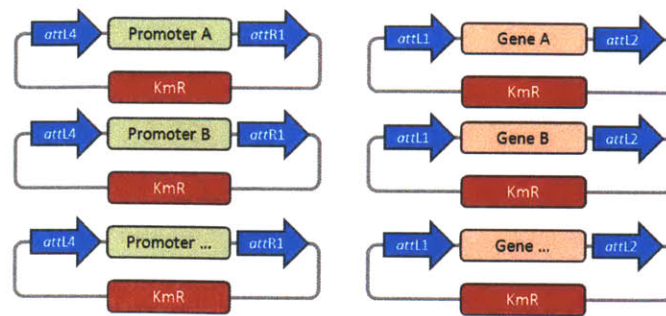 attL4 Promoter A attR1 attL1 Gene A attL2
KmR KmR
attL4 Promoter B attR1 attL1 Gene B attL2
KmR KmR
attL4 Promoter ... attR1 attL1 Gene ... attL2
KmR KmR